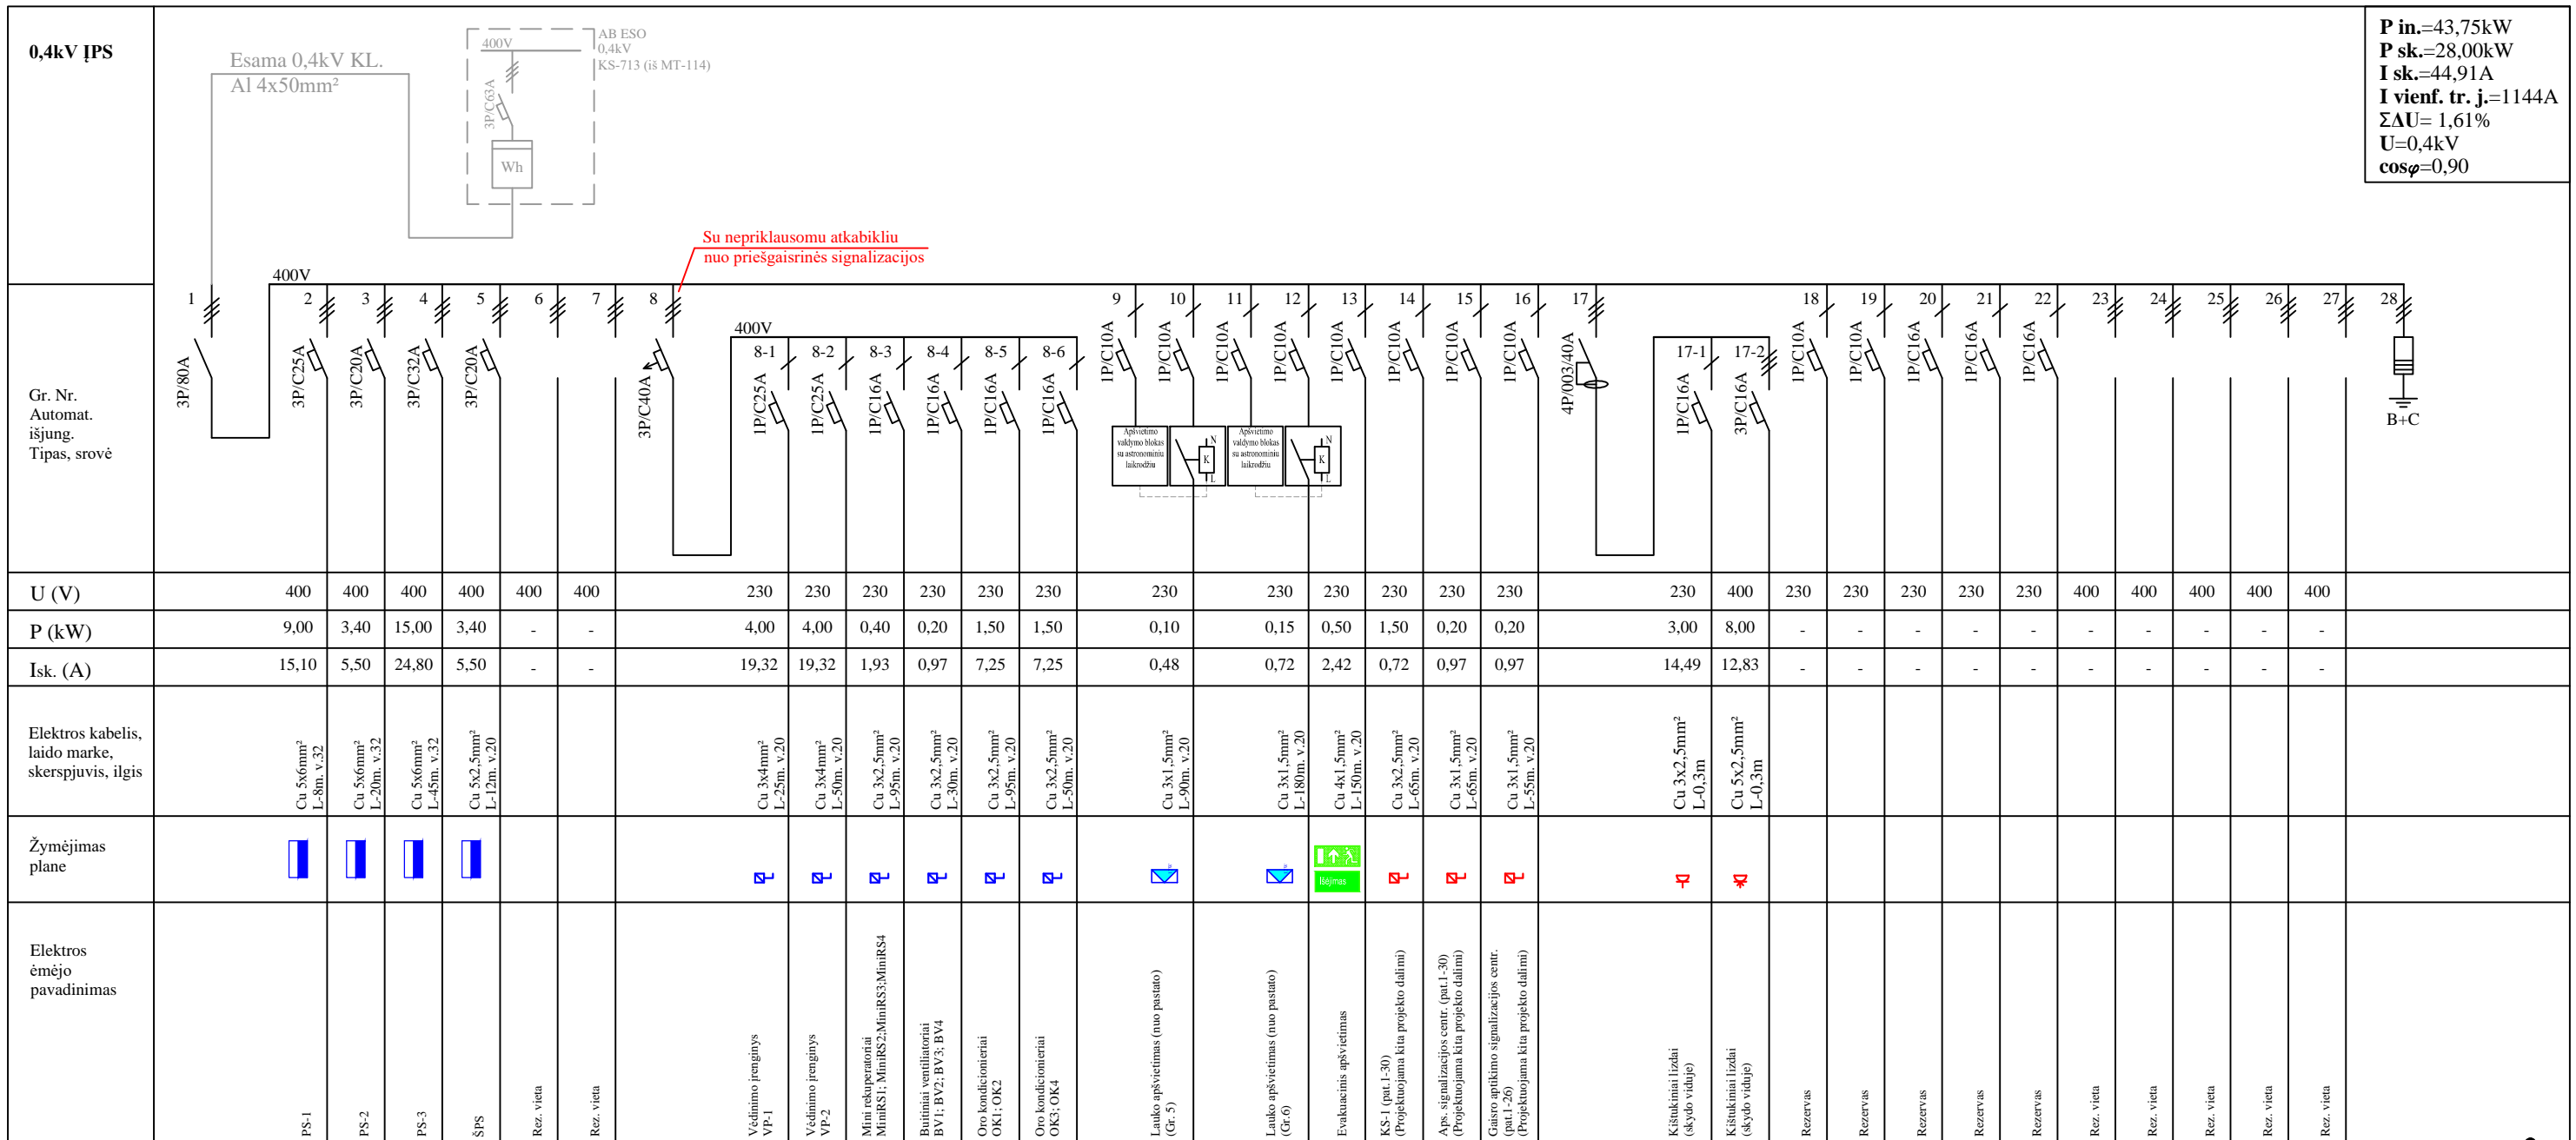 0,4kV ĮPS
Esama 0,4kV KL.
Al 4x50mm²
400V
3P/C63A
Wh
AB ESO
0,4kV
KS-713 (iš MT-114)
P in.=43,75kW
P sk.=28,00kW
I sk.=44,91A
I vienf. tr. j.=1144A
ΣΔU= 1,61%
U=0,4kV
cosφ=0,90
Su nepriklausomu atkabikliu
nuo priešgaisrinės signalizacijos
400V
Gr. Nr.
Automat.
išjung.
Tipas, srovė
1 2 3 4 5 6 7 8 9 10 11 12 13 14 15 16 17 18 19 20 21 22 23 24 25 26 27 28
3P/80A 3P/C25A 3P/C20A 3P/C32A 3P/C20A 3P/C40A
400V
8-1 8-2 8-3 8-4 8-5 8-6
1P/C25A 1P/C25A 1P/C16A 1P/C16A 1P/C16A 1P/C16A
1P/C10A 1P/C10A 1P/C10A 1P/C10A 1P/C10A 1P/C10A 1P/C10A 1P/C10A
4P/003/40A
17-1 17-2
1P/C16A 3P/C16A
1P/C10A 1P/C10A 1P/C16A 1P/C16A 1P/C16A
B+C
Apšvietimo
valdymo blokas
su astronominiu
laikrodžiu
N
K
L
Apšvietimo
valdymo blokas
su astronominiu
laikrodžiu
N
K
L
U (V) 400 400 400 400 400 400 230 230 230 230 230 230 230 230 230 230 230 230 230 400 230 230 230 230 230 400 400 400 400 400
P (kW) 9,00 3,40 15,00 3,40 - - 4,00 4,00 0,40 0,20 1,50 1,50 0,10 0,15 0,50 1,50 0,20 0,20 3,00 8,00 - - - - - - - - - -
Isk. (A) 15,10 5,50 24,80 5,50 - - 19,32 19,32 1,93 0,97 7,25 7,25 0,48 0,72 2,42 0,72 0,97 0,97 14,49 12,83 - - - - - - - - - -
Elektros kabelis,
laido marke,
skerspjuvis, ilgis
Cu 5x6mm²
L-8m. v.32
Cu 5x6mm²
L-20m. v.32
Cu 5x6mm²
L-45m. v.32
Cu 5x2,5mm²
L-12m. v.20
Cu 3x4mm²
L-25m. v.20
Cu 3x4mm²
L-50m. v.20
Cu 3x2,5mm²
L-95m. v.20
Cu 3x2,5mm²
L-30m. v.20
Cu 3x2,5mm²
L-95m. v.20
Cu 3x2,5mm²
L-50m. v.20
Cu 3x1,5mm²
L-90m. v.20
Cu 3x1,5mm²
L-180m. v.20
Cu 4x1,5mm²
L-150m. v.20
Cu 3x2,5mm²
L-65m. v.20
Cu 3x1,5mm²
L-65m. v.20
Cu 3x1,5mm²
L-55m. v.20
Cu 3x2,5mm²
L-0,3m
Cu 5x2,5mm²
L-0,3m
Žymėjimas
plane
Išėjimas
Elektros
ėmėjo
pavadinimas
PS-1
PS-2
PS-3
ŠPS
Rez. vieta
Rez. vieta
Vėdinimo įrenginys
VP-1
Vėdinimo įrenginys
VP-2
Mini rekuperatoriai
MiniRS1; MiniRS2;MiniRS3;MiniRS4
Buitiniai ventiliatoriai
BV1; BV2; BV3; BV4
Oro kondicionieriai
OK1; OK2
Oro kondicionieriai
OK3; OK4
Lauko apšvietimas (nuo pastato)
(Gr. 5)
Lauko apšvietimas (nuo pastato)
(Gr.6)
Evakuacinis apšvietimas
KS-1 (pat.1-30)
(Projektuojama kita projekto dalimi)
Aps. signalizacijos centr. (pat.1-30)
(Projektuojama kita projekto dalimi)
Gaisro aptikimo signalizacijos centr.
(pat.1-26)
(Projektuojama kita projekto dalimi)
Kištukiniai lizdai
(skydo viduje)
Kištukiniai lizdai
(skydo viduje)
Rezervas
Rezervas
Rezervas
Rezervas
Rezervas
Rez. vieta
Rez. vieta
Rez. vieta
Rez. vieta
Rez. vieta